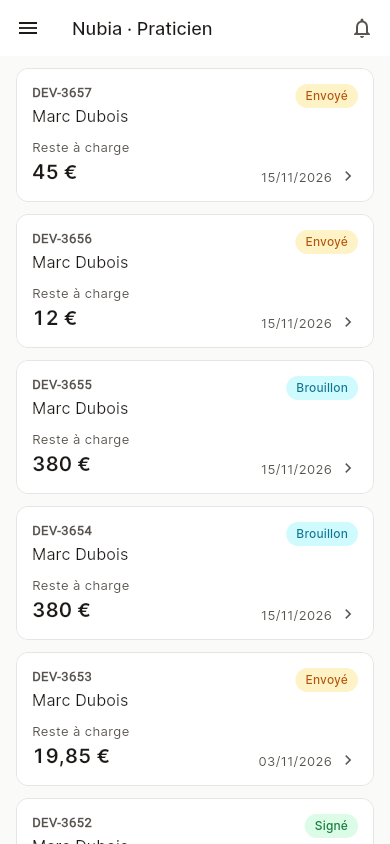 Nubia · Praticien
DEV-3657
Envoyé
Marc Dubois
Reste à charge
45 €
15/11/2026
DEV-3656
Envoyé
Marc Dubois
Reste à charge
12 €
15/11/2026
DEV-3655
Brouillon
Marc Dubois
Reste à charge
380 €
15/11/2026
DEV-3654
Brouillon
Marc Dubois
Reste à charge
380 €
15/11/2026
DEV-3653
Envoyé
Marc Dubois
Reste à charge
19,85 €
03/11/2026
DEV-3652
Signé
Marc Dubois